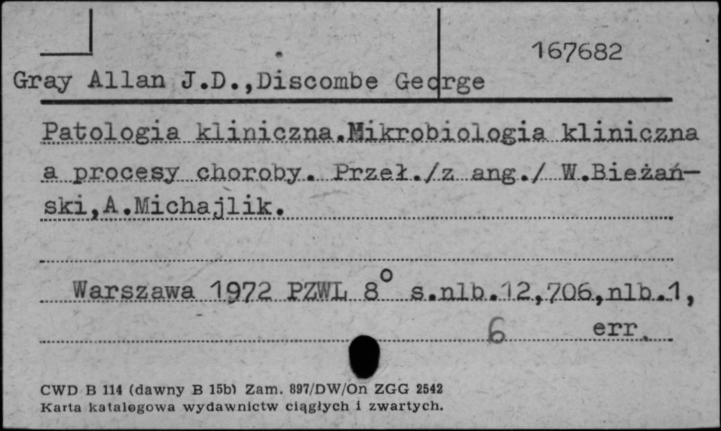 167682
Gray Allan J.D.,Discombe George
Patologia kliniczna.Mikrobiologia kliniczna
a procesy choroby. Przeł./z ang./ W.Bieżań-
ski,A.Michajlik.
Warszawa 1972 PZWL 8° s.nlb.12,706,nlb.1,
6 err.
CWD B 114 (dawny B 15b) Zam. 897/DW/On ZGG 2542
Karta katalogowa wydawnictw ciągłych i zwartych.